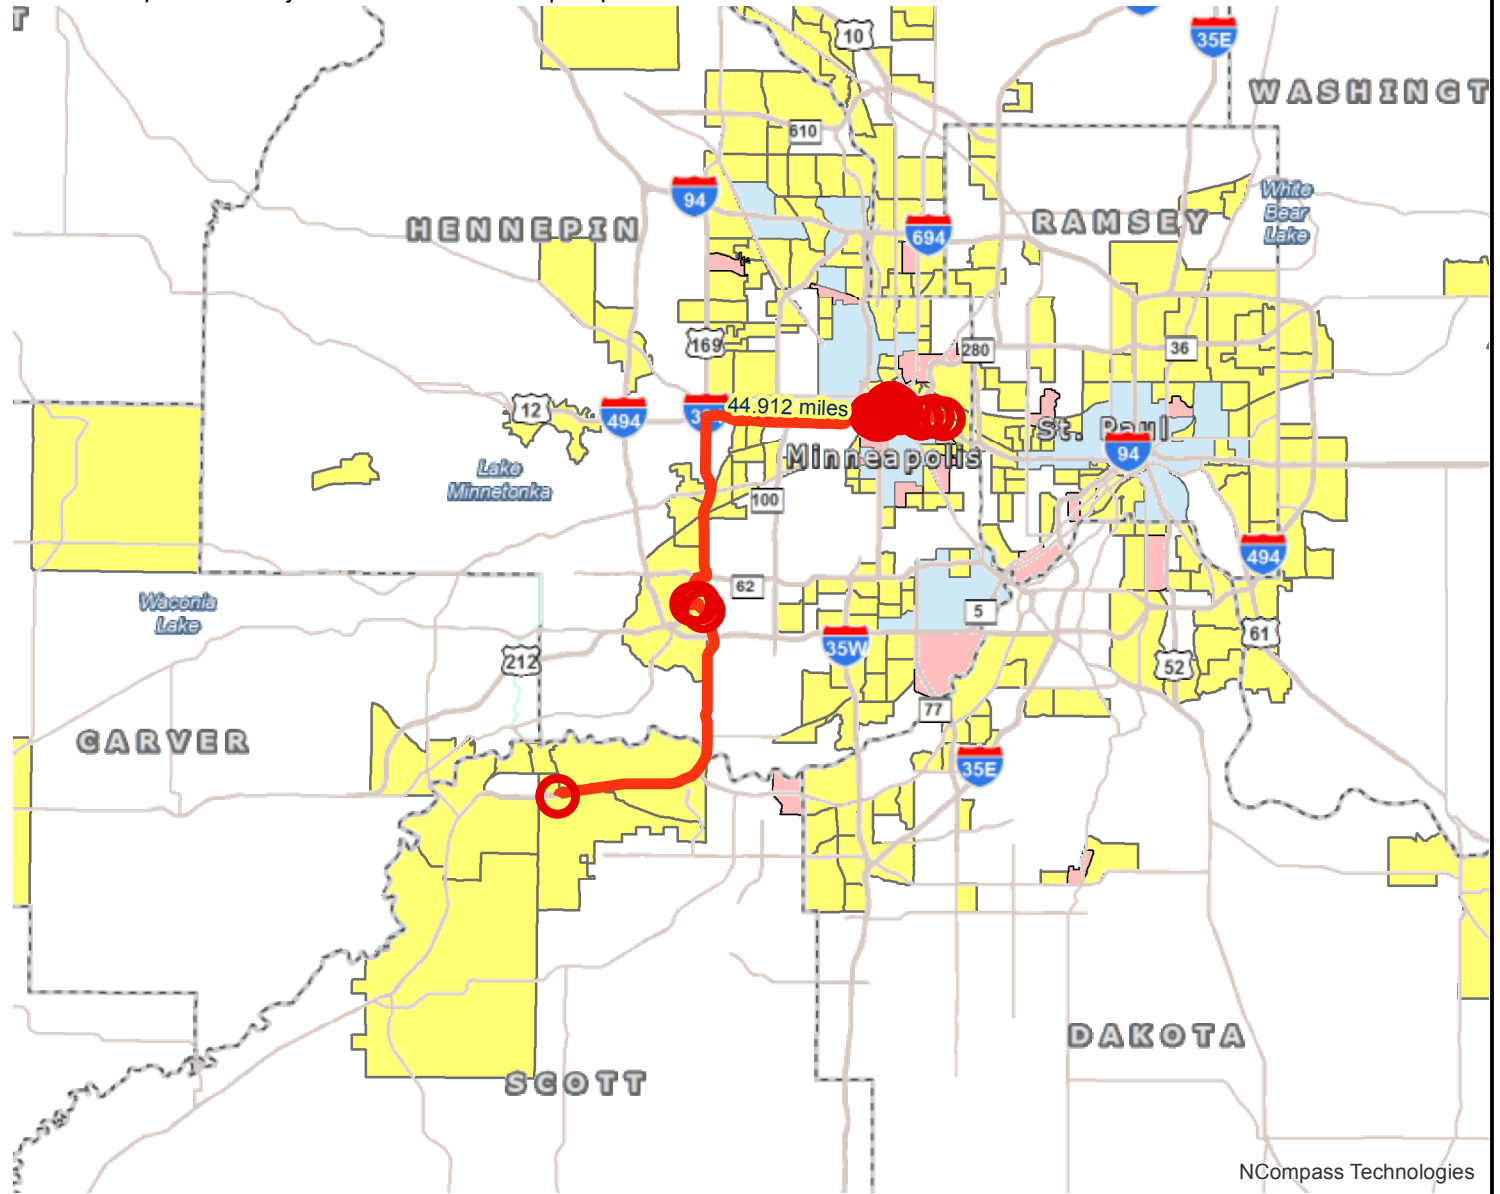 10
35E
WASHINGT
610
94
White
Bear
Lake
HENNEPIN
RAMSEY
694
169
280
36
12
494
44.912 miles
St. Paul
94
Minneapolis
Lake
Minnetonka
100
494
62
Waconia
Lake
5
35W
61
212
52
77
CARVER
35E
DAKOTA
SCOTT
NCompass Technologies